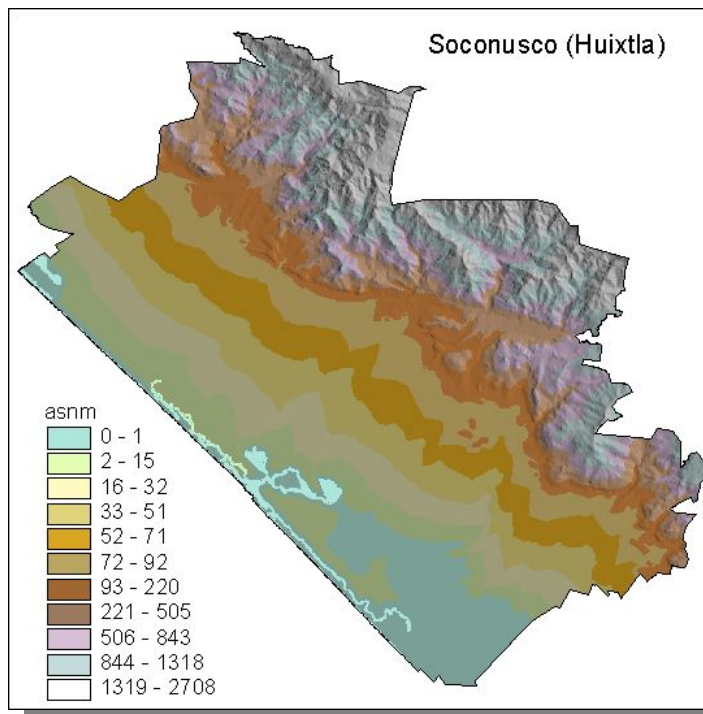 Soconusco (Huixtla)
asnm
0 - 1
2 - 15
16 - 32
33 - 51
52 - 71
72 - 92
93 - 220
221 - 505
506 - 843
844 - 1318
1319 - 2708